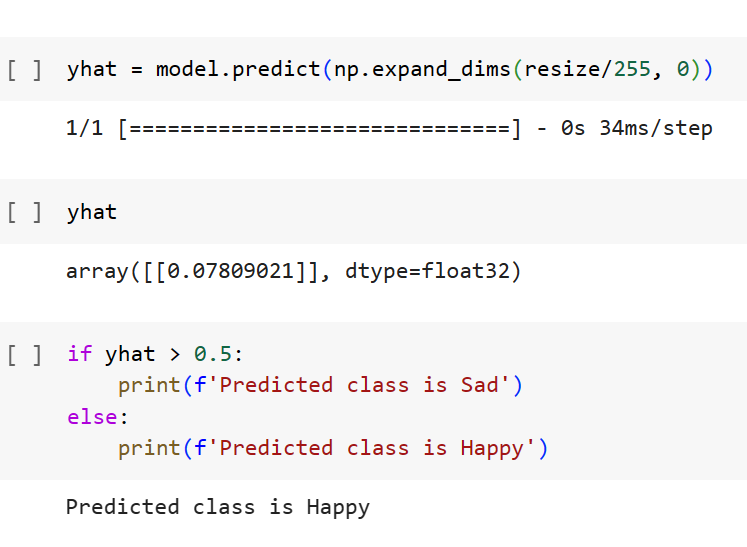 [ ] yhat = model.predict(np.expand_dims(resize/255, 0))
1/1 [==============================] - 0s 34ms/step
[ ] yhat
array([[0.07809021]], dtype=float32)
[ ] if yhat > 0.5:
    print(f'Predicted class is Sad')
else:
    print(f'Predicted class is Happy')
Predicted class is Happy